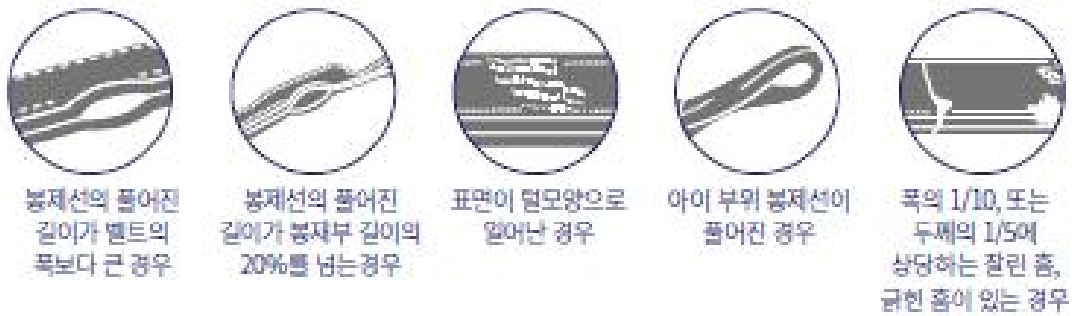 봉제선의 풀어진
길이가 벨트의
폭보다 큰 경우
봉제선의 풀어진
길이가 봉재부 길이의
20%를 넘는경우
표면이 털모양으로
일어난 경우
아이 부위 봉제선이
풀어진 경우
폭의 1/10, 또는
두께의 1/5에
상당하는 잘린 흠,
긁힌 흠이 있는 경우